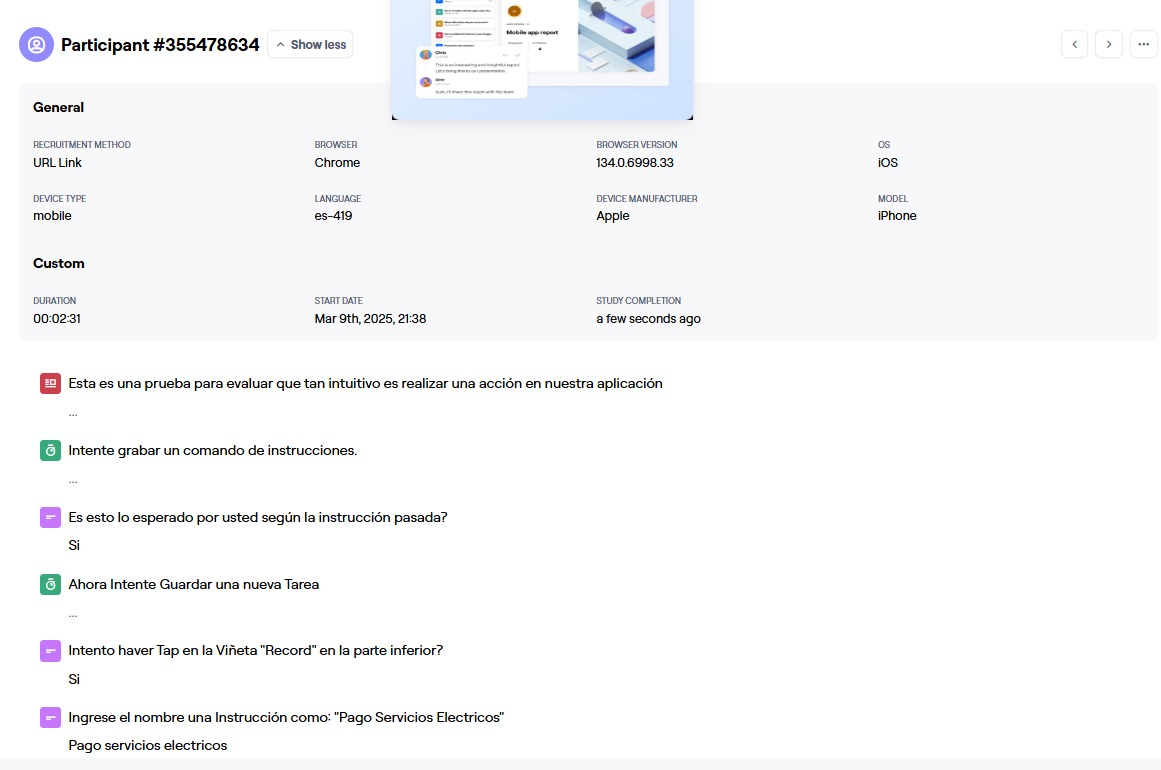 Mobile app report
Chris
This is an interesting and insightful report.
Let's bring this to our presentation.
Jane
Sure, I'll share this report with the team
Participant #355478634
Show less
General
RECRUITMENT METHOD
URL Link
BROWSER
Chrome
BROWSER VERSION
134.0.6998.33
OS
iOS
DEVICE TYPE
mobile
LANGUAGE
es-419
DEVICE MANUFACTURER
Apple
MODEL
iPhone
Custom
DURATION
00:02:31
START DATE
Mar 9th, 2025, 21:38
STUDY COMPLETION
a few seconds ago
Esta es una prueba para evaluar que tan intuitivo es realizar una acción en nuestra aplicación
...
Intente grabar un comando de instrucciones.
...
Es esto lo esperado por usted según la instrucción pasada?
Si
Ahora Intente Guardar una nueva Tarea
...
Intento haver Tap en la Viñeta "Record" en la parte inferior?
Si
Ingrese el nombre una Instrucción como: "Pago Servicios Electricos"
Pago servicios electricos